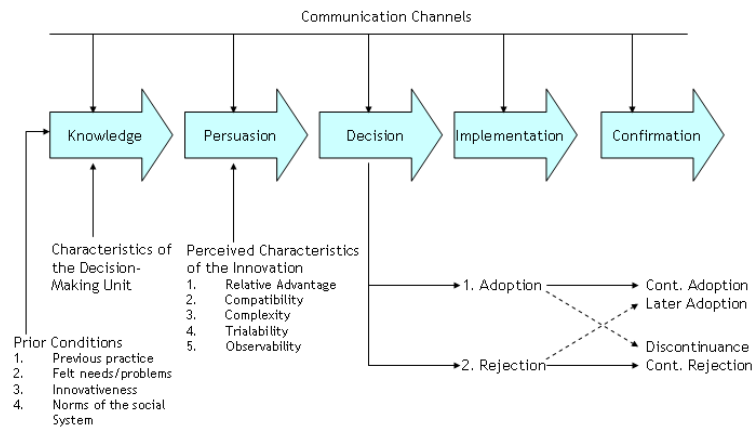 Communication Channels
Knowledge
Persuasion
Decision
Implementation
Confirmation
Characteristics of
the Decision-
Making Unit
Perceived Characteristics
of the Innovation
1. Relative Advantage
2. Compatibility
3. Complexity
4. Trialability
5. Observability
1. Adoption
Cont. Adoption
Later Adoption
Discontinuance
2. Rejection
Cont. Rejection
Prior Conditions
1. Previous practice
2. Felt needs/problems
3. Innovativeness
4. Norms of the social
System